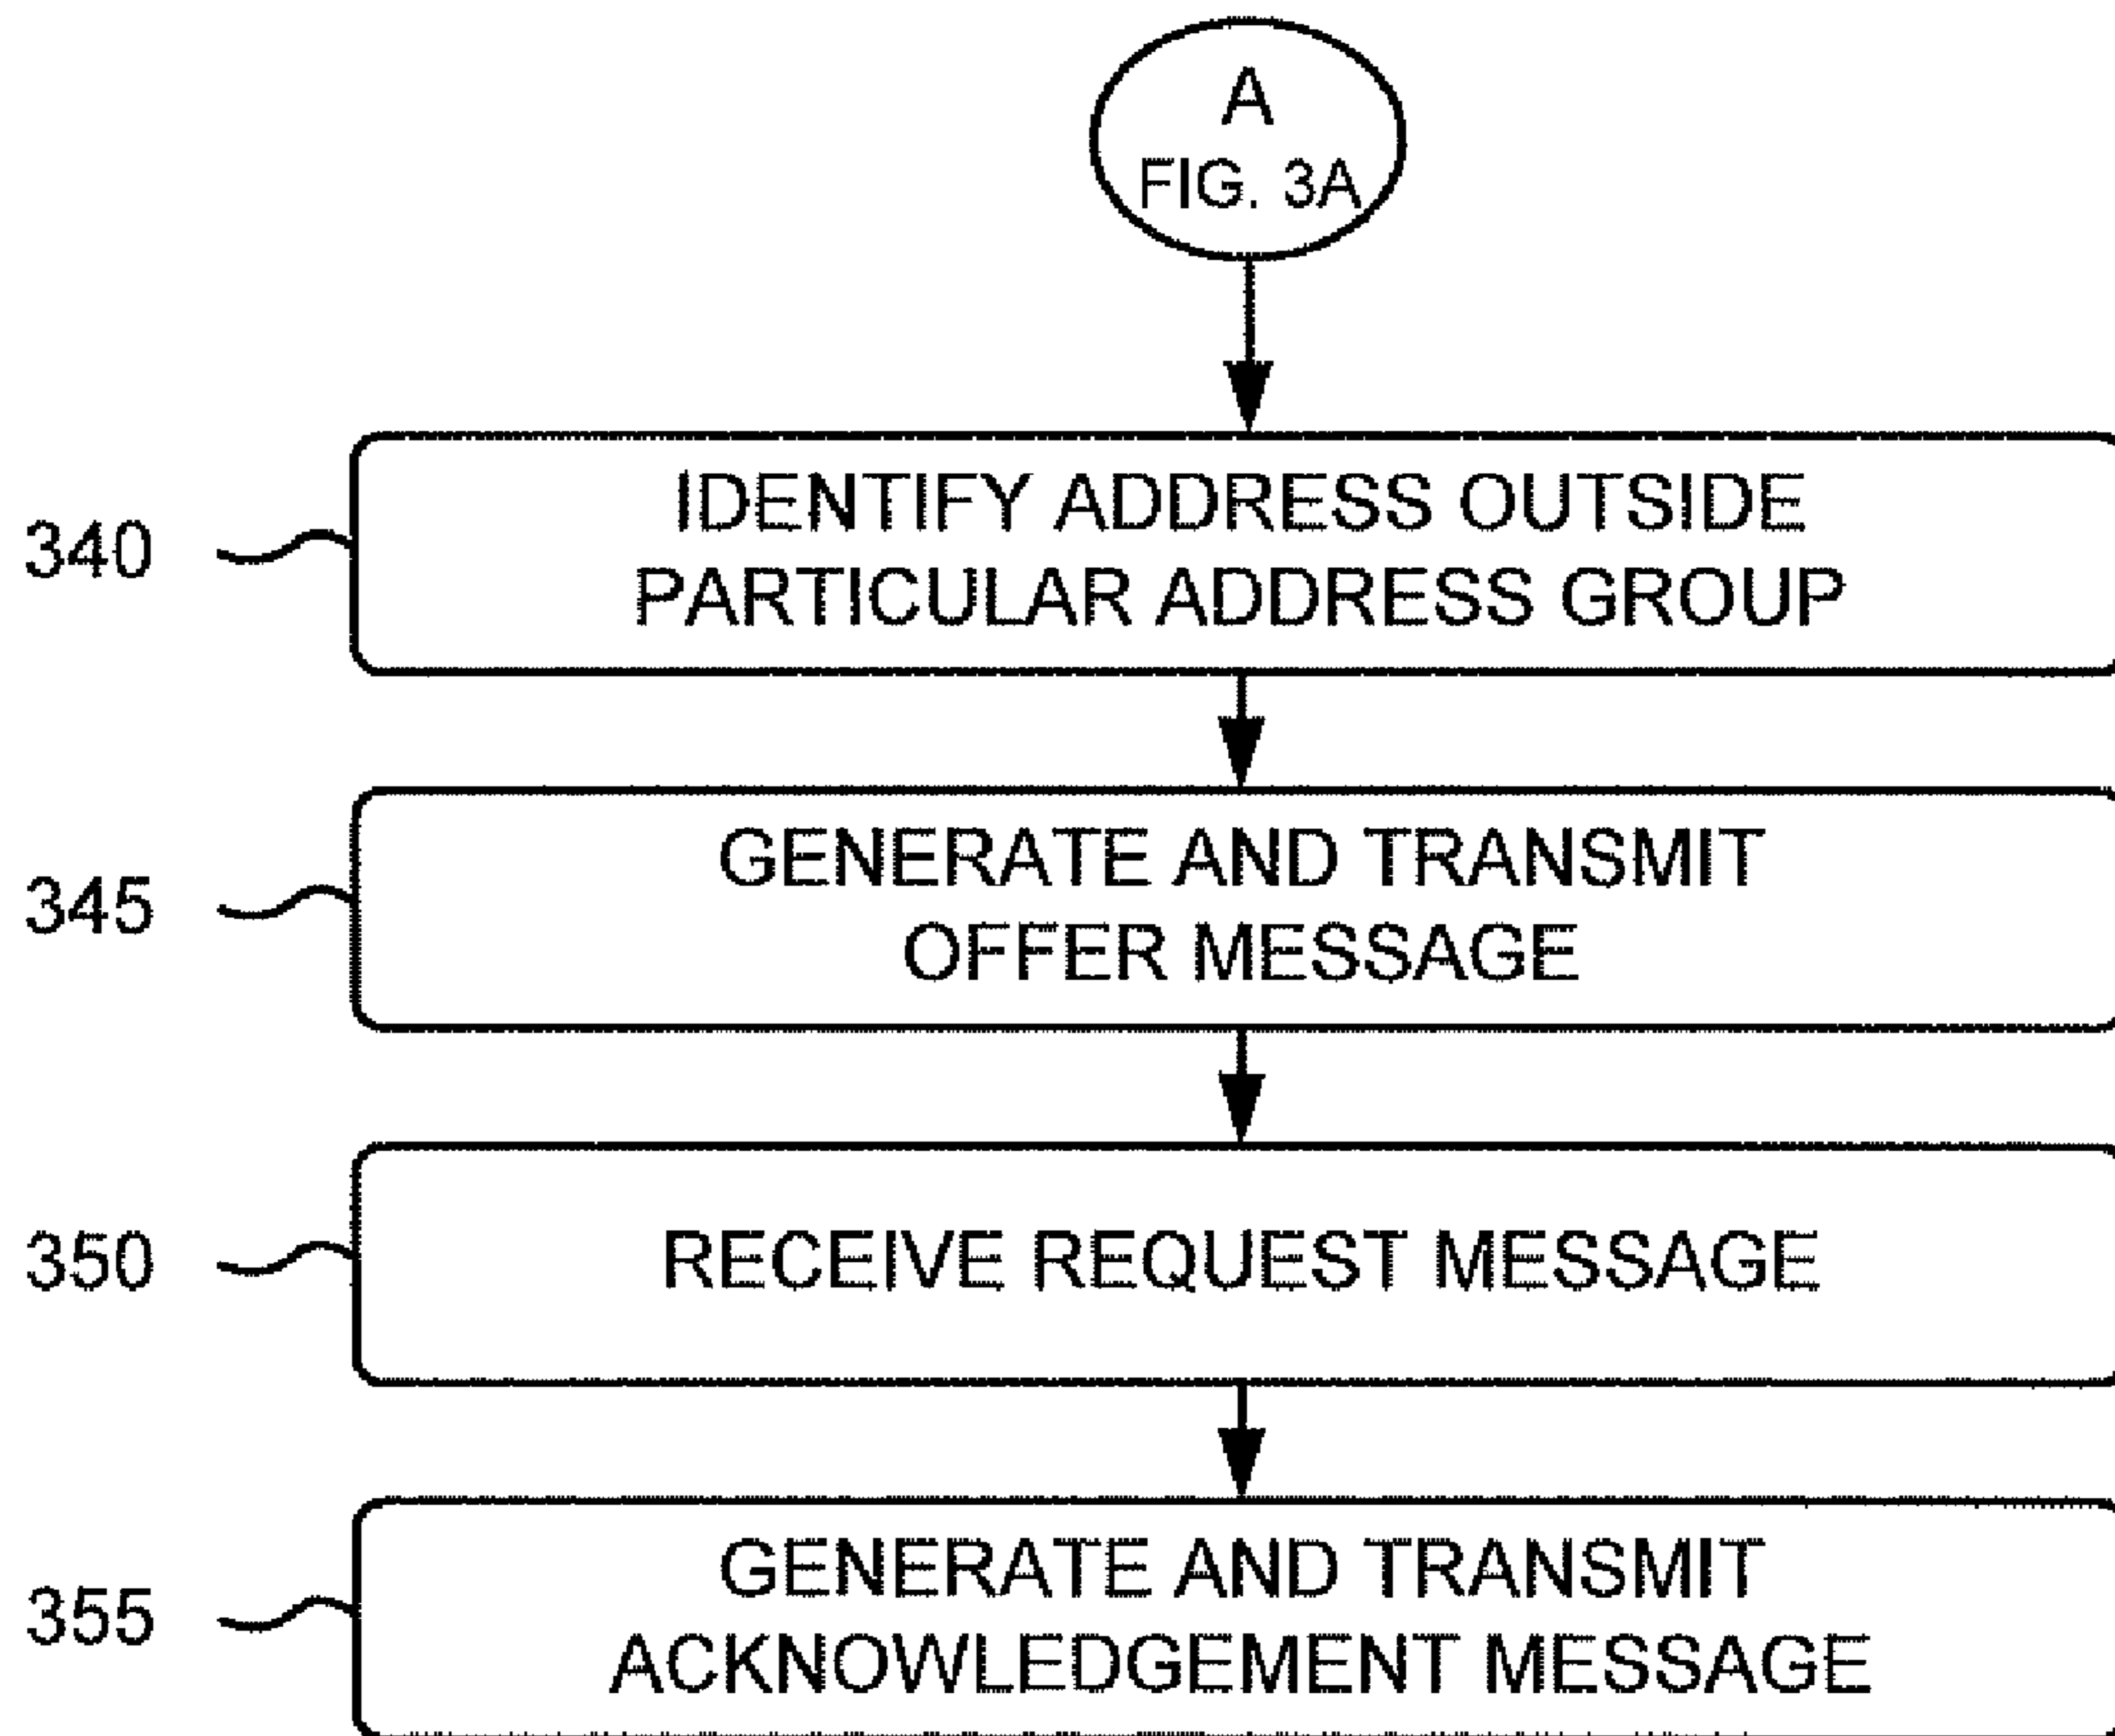 A
FIG. 3A
340
IDENTIFY ADDRESS OUTSIDE
PARTICULAR ADDRESS GROUP
345
GENERATE AND TRANSMIT
OFFER MESSAGE
350
RECEIVE REQUEST MESSAGE
355
GENERATE AND TRANSMIT
ACKNOWLEDGEMENT MESSAGE